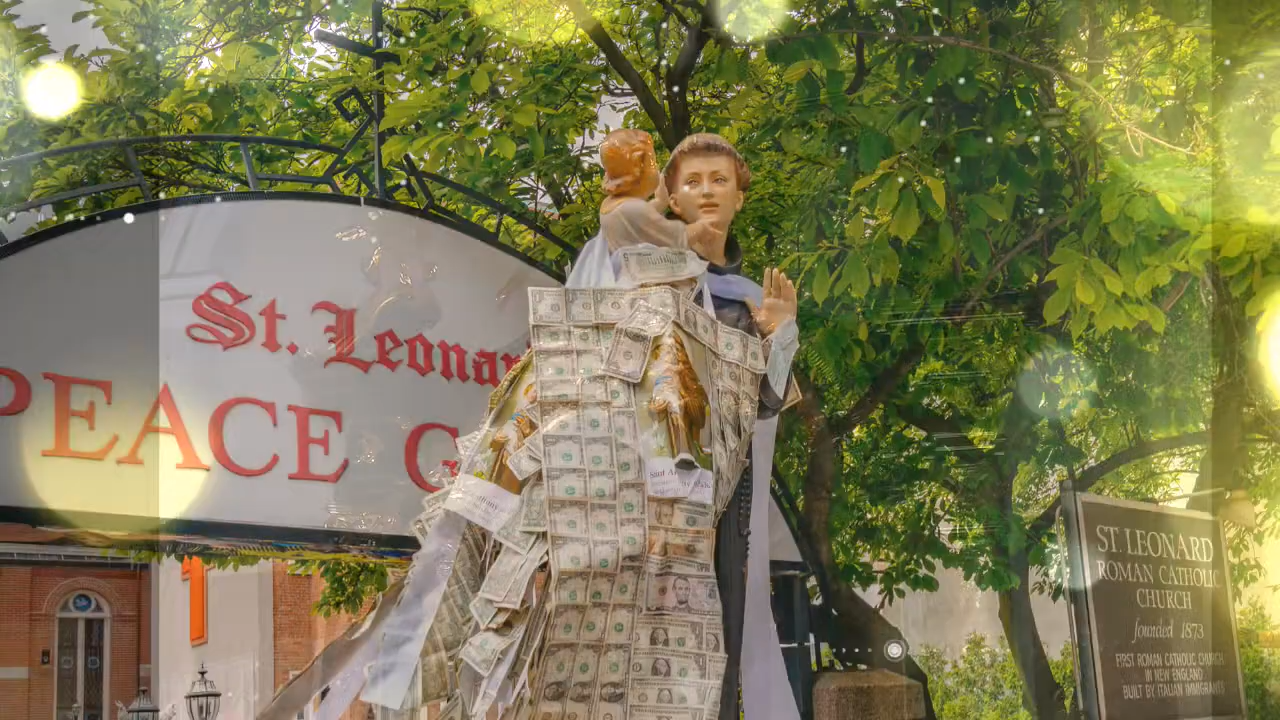 St. Leonar
PEACE G
ST. LEONARD
ROMAN CATHOLIC
CHURCH
founded 1873
FIRST ROMAN CATHOLIC CHURCH
IN NEW ENGLAND
BUILT BY ITALIAN IMMIGRANTS